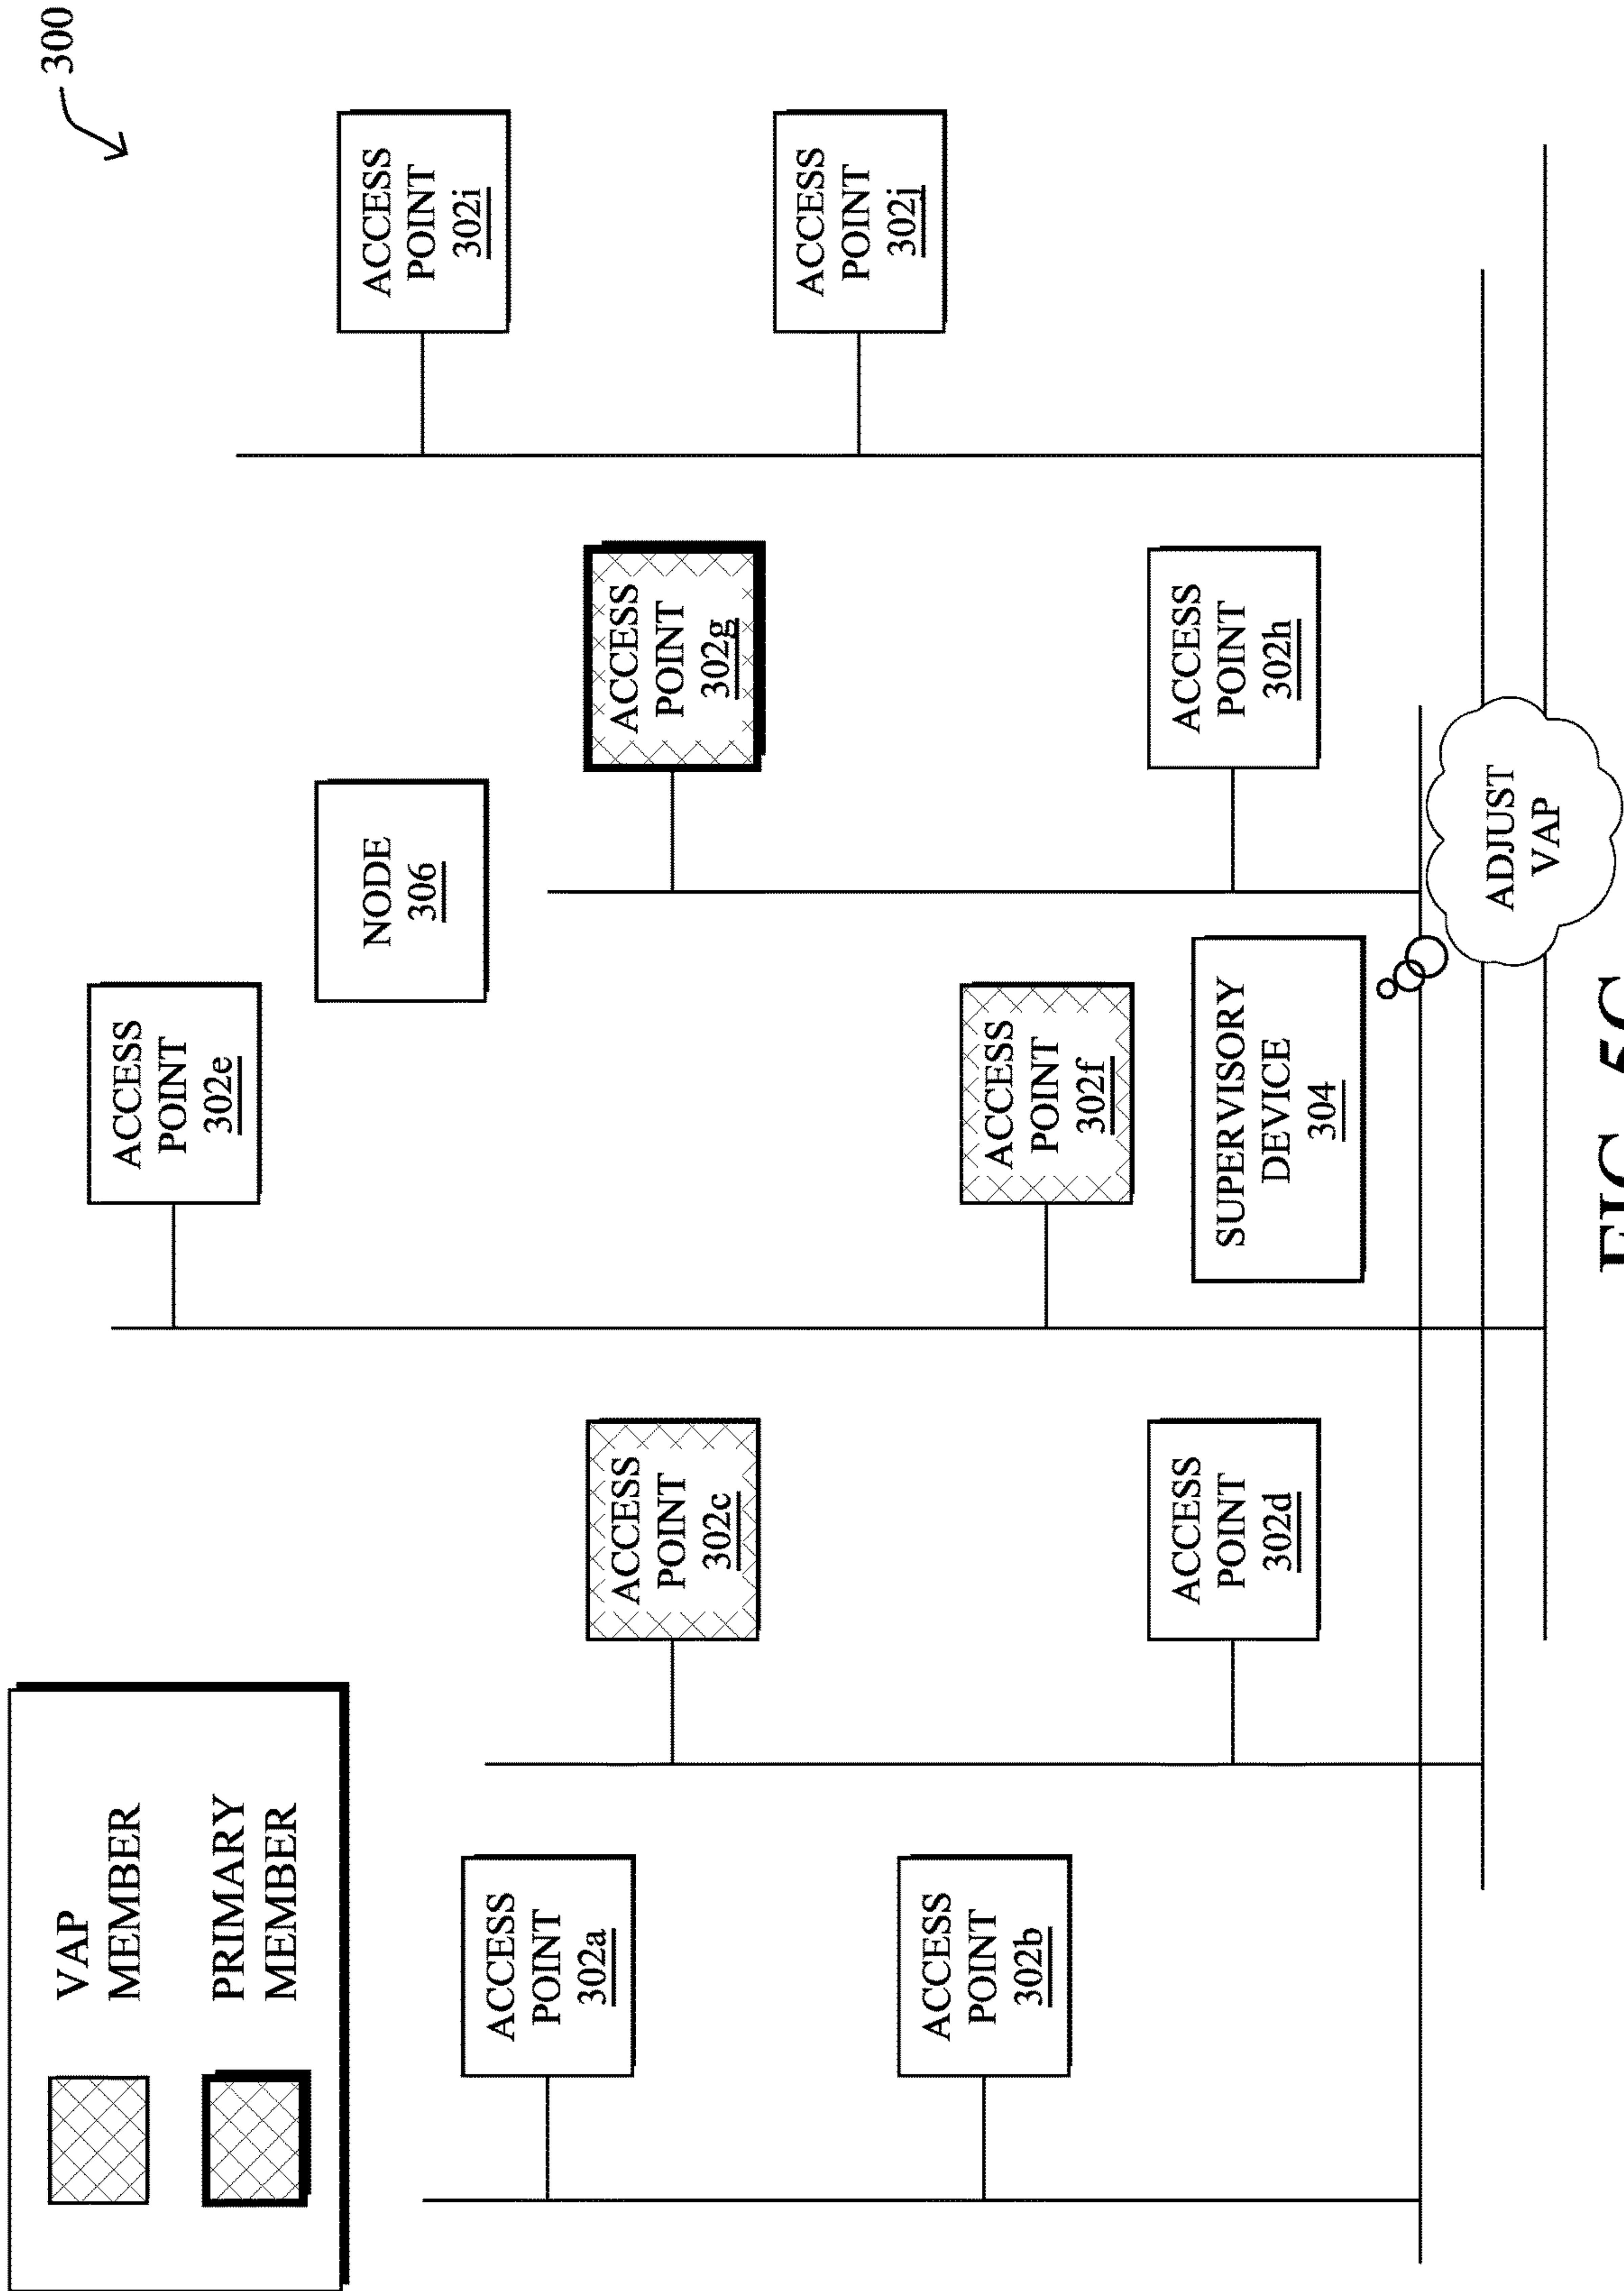 VAP
MEMBER
PRIMARY
MEMBER
300
ACCESS
POINT
302e
NODE
306
ACCESS
POINT
302i
ACCESS
POINT
302a
ACCESS
POINT
302c
ACCESS
POINT
302g
ACCESS
POINT
302j
ACCESS
POINT
302b
ACCESS
POINT
302f
ACCESS
POINT
302d
ACCESS
POINT
302h
SUPERVISORY
DEVICE
304
ADJUST
VAP
FIG. 5C